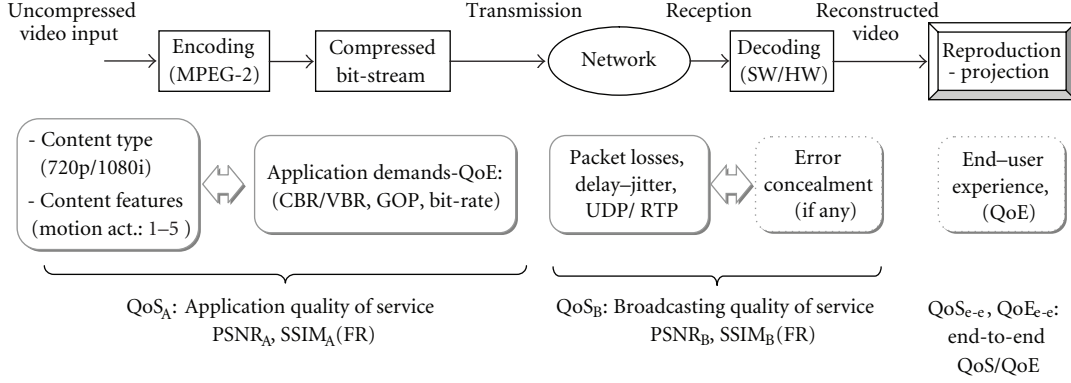 Uncompressed
video input
Encoding
(MPEG-2)
Compressed
bit-stream
Transmission
Network
Reception
Decoding
(SW/HW)
Reconstructed
video
Reproduction
- projection
- Content type
(720p/1080i)
- Content features
(motion act.: 1–5 )
Application demands-QoE:
(CBR/VBR, GOP, bit-rate)
Packet losses,
delay–jitter,
UDP/ RTP
Error
concealment
(if any)
End–user
experience,
(QoE)
QoSA: Application quality of service
PSNRA, SSIMA(FR)
QoSB: Broadcasting quality of service
PSNRB, SSIMB(FR)
QoSe-e, QoEe-e:
end-to-end
QoS/QoE